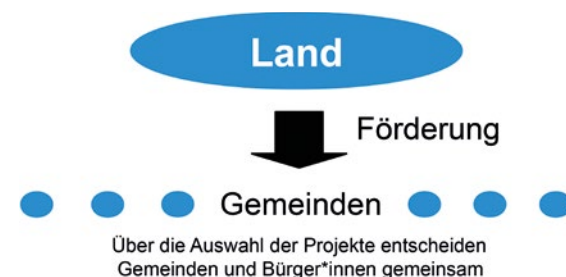 Land
Förderung
Gemeinden
Über die Auswahl der Projekte entscheiden
Gemeinden und Bürger*innen gemeinsam